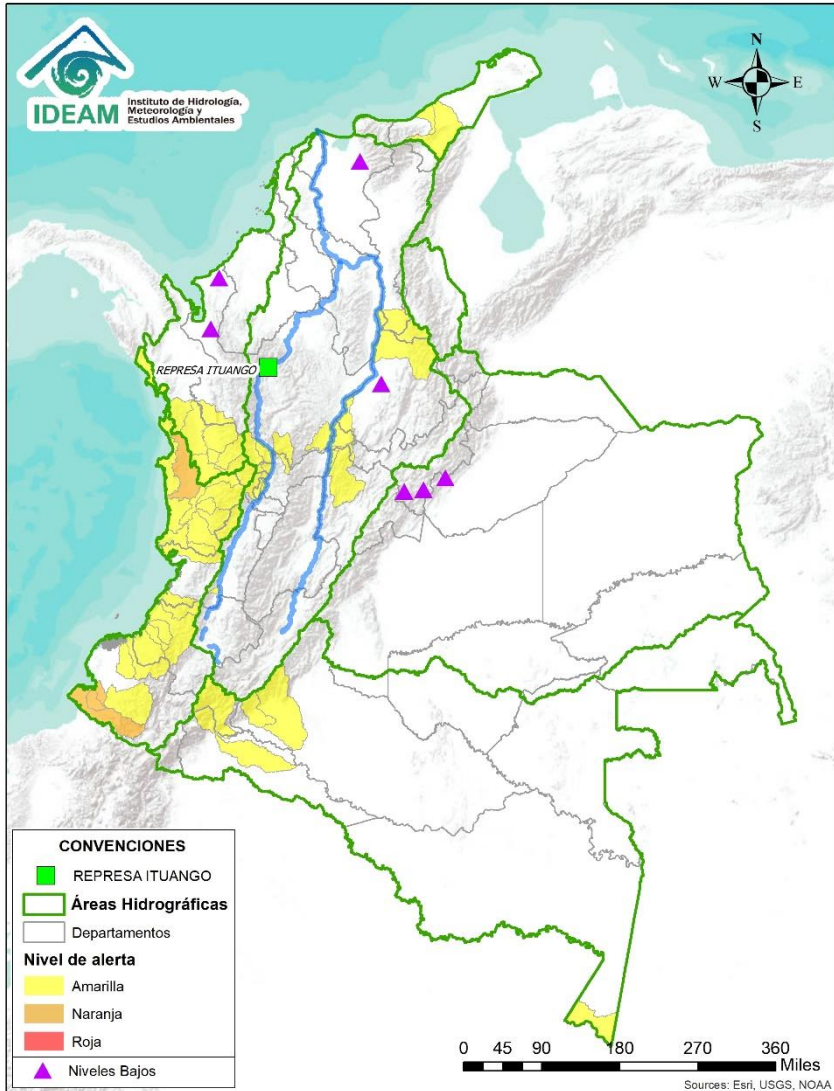 IDEAM
Instituto de Hidrología,
Meteorología y
Estudios Ambientales
N
W
E
S
REPRESA ITUANGO
CONVENCIONES
REPRESA ITUANGO
Áreas Hidrográficas
Departamentos
Nivel de alerta
Amarilla
Naranja
Roja
Niveles Bajos
0 45 90 180 270 360
Miles
Sources: Esri, USGS, NOAA